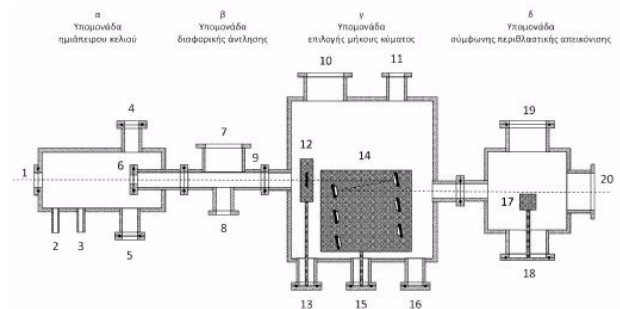 α
Υπομονάδα
ημιάπειρου κελιού
β
Υπομονάδα
διαφορικής άντλησης
γ
Υπομονάδα
επιλογής μήκους κύματος
δ
Υπομονάδα
σύμφωνης περιθλαστικής απεικόνισης
10
11
4
19
7
12
14
6
9
1
20
17
8
2
3
5
18
13
15
16